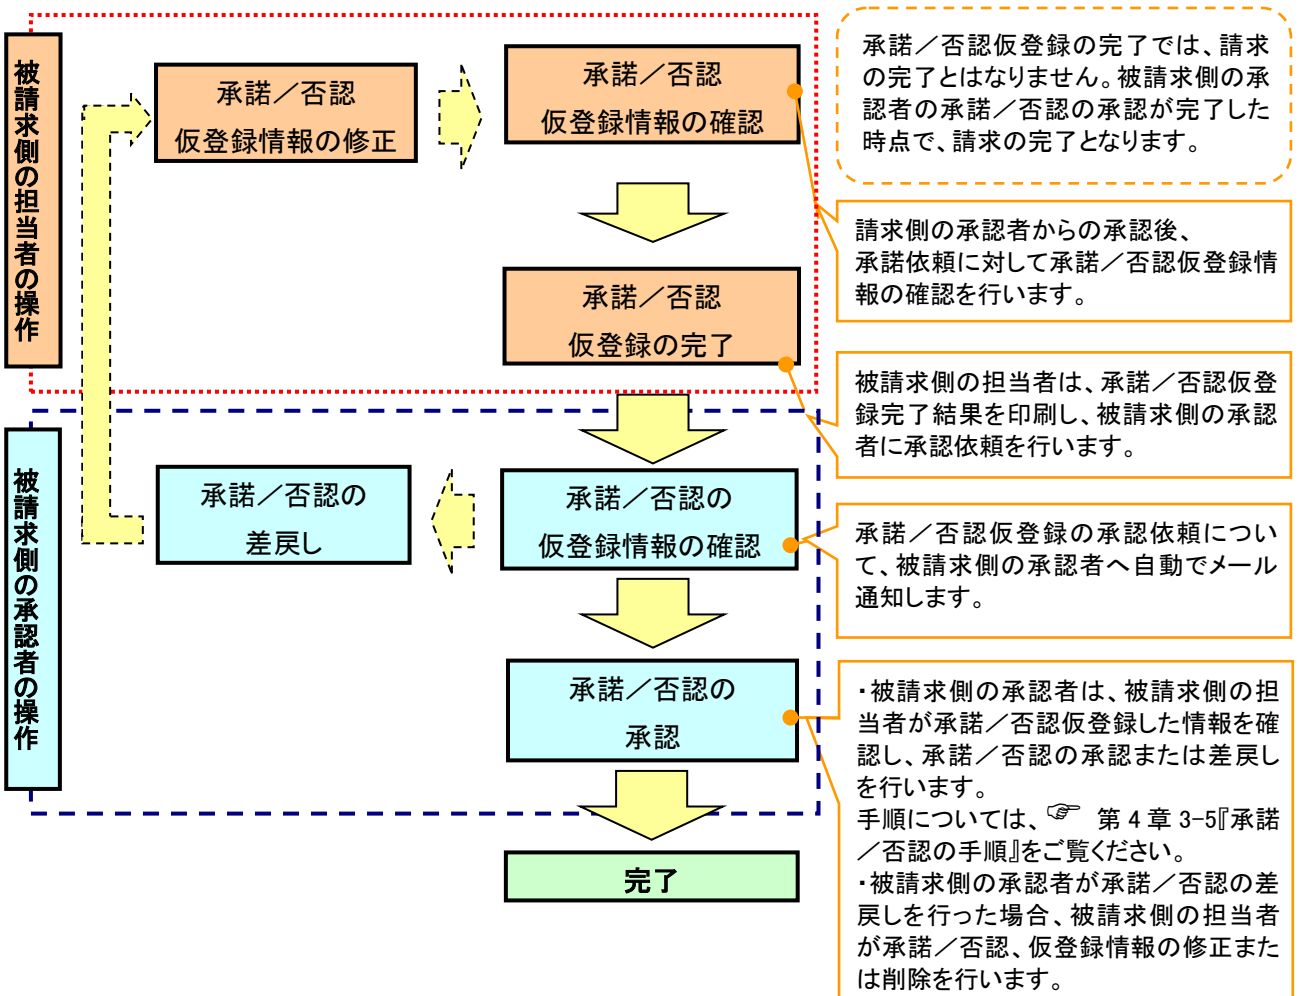 被請求側の担当者の操作
承諾／否認
仮登録情報の修正
承諾／否認
仮登録情報の確認
承諾／否認
仮登録の完了
承諾／否認仮登録の完了では、請求
の完了とはなりません。被請求側の承
認者の承諾／否認の承認が完了した
時点で、請求の完了となります。
請求側の承認者からの承認後、
承諾依頼に対して承諾／否認仮登録情
報の確認を行います。
被請求側の担当者は、承諾／否認仮登
録完了結果を印刷し、被請求側の承認
者に承認依頼を行います。
被請求側の承認者の操作
承諾／否認の
差戻し
承諾／否認の
仮登録情報の確認
承諾／否認の
承認
完了
承諾／否認仮登録の承認依頼につい
て、被請求側の承認者へ自動でメール
通知します。
・被請求側の承認者は、被請求側の担
当者が承諾／否認仮登録した情報を確
認し、承諾／否認の承認または差戻し
を行います。
手順については、☞ 第４章 3-5『承諾
／否認の手順』をご覧ください。
・被請求側の承認者が承諾／否認の差
戻しを行った場合、被請求側の担当者
が承諾／否認、仮登録情報の修正また
は削除を行います。